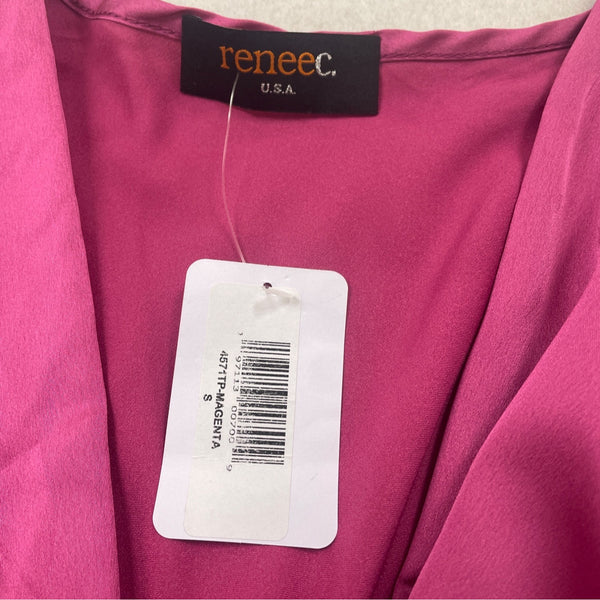 reneec.
U.S.A.
4571TP-MAGENTA
S